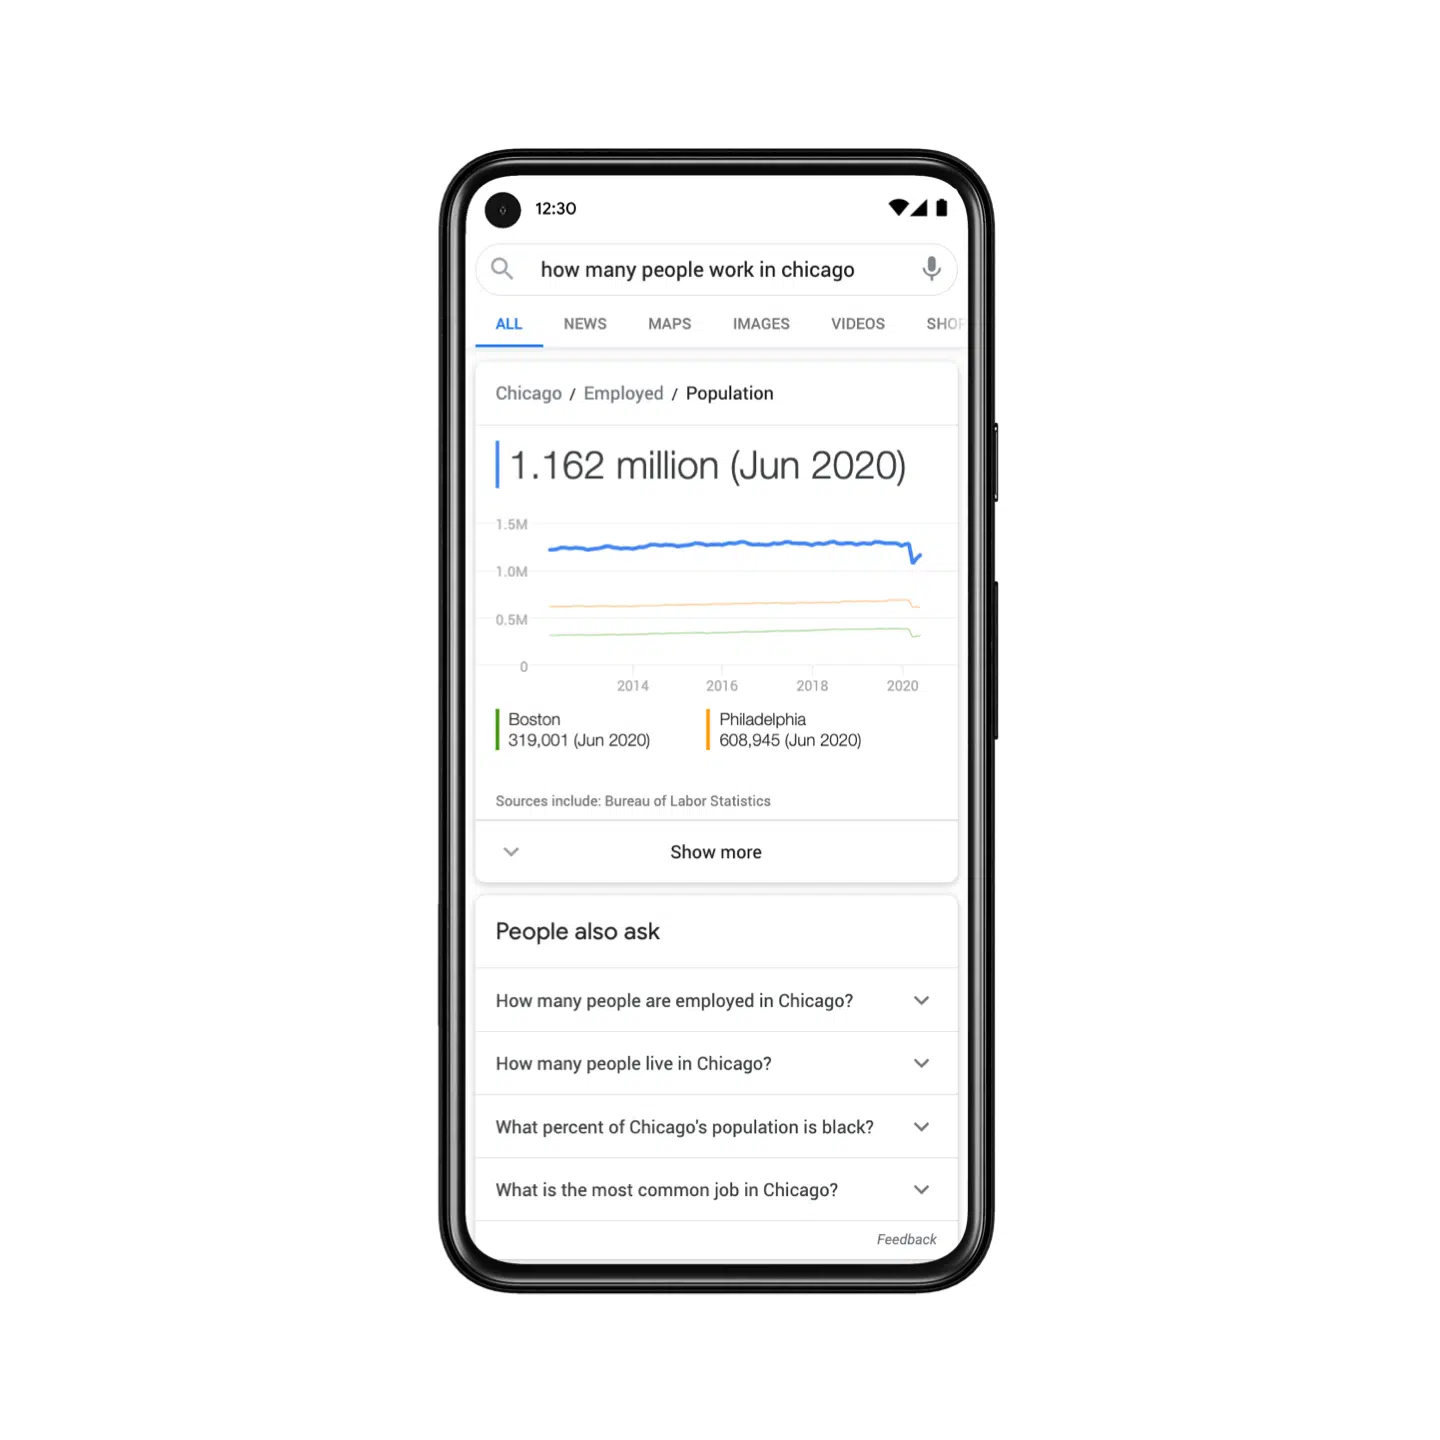 12:30
how many people work in chicago
ALL NEWS MAPS IMAGES VIDEOS SHOP
Chicago / Employed / Population
1.162 million (Jun 2020)
1.5M
1.0M
0.5M
0
2014 2016 2018 2020
Boston
319,001 (Jun 2020)
Philadelphia
608,945 (Jun 2020)
Sources include: Bureau of Labor Statistics
Show more
People also ask
How many people are employed in Chicago?
How many people live in Chicago?
What percent of Chicago's population is black?
What is the most common job in Chicago?
Feedback